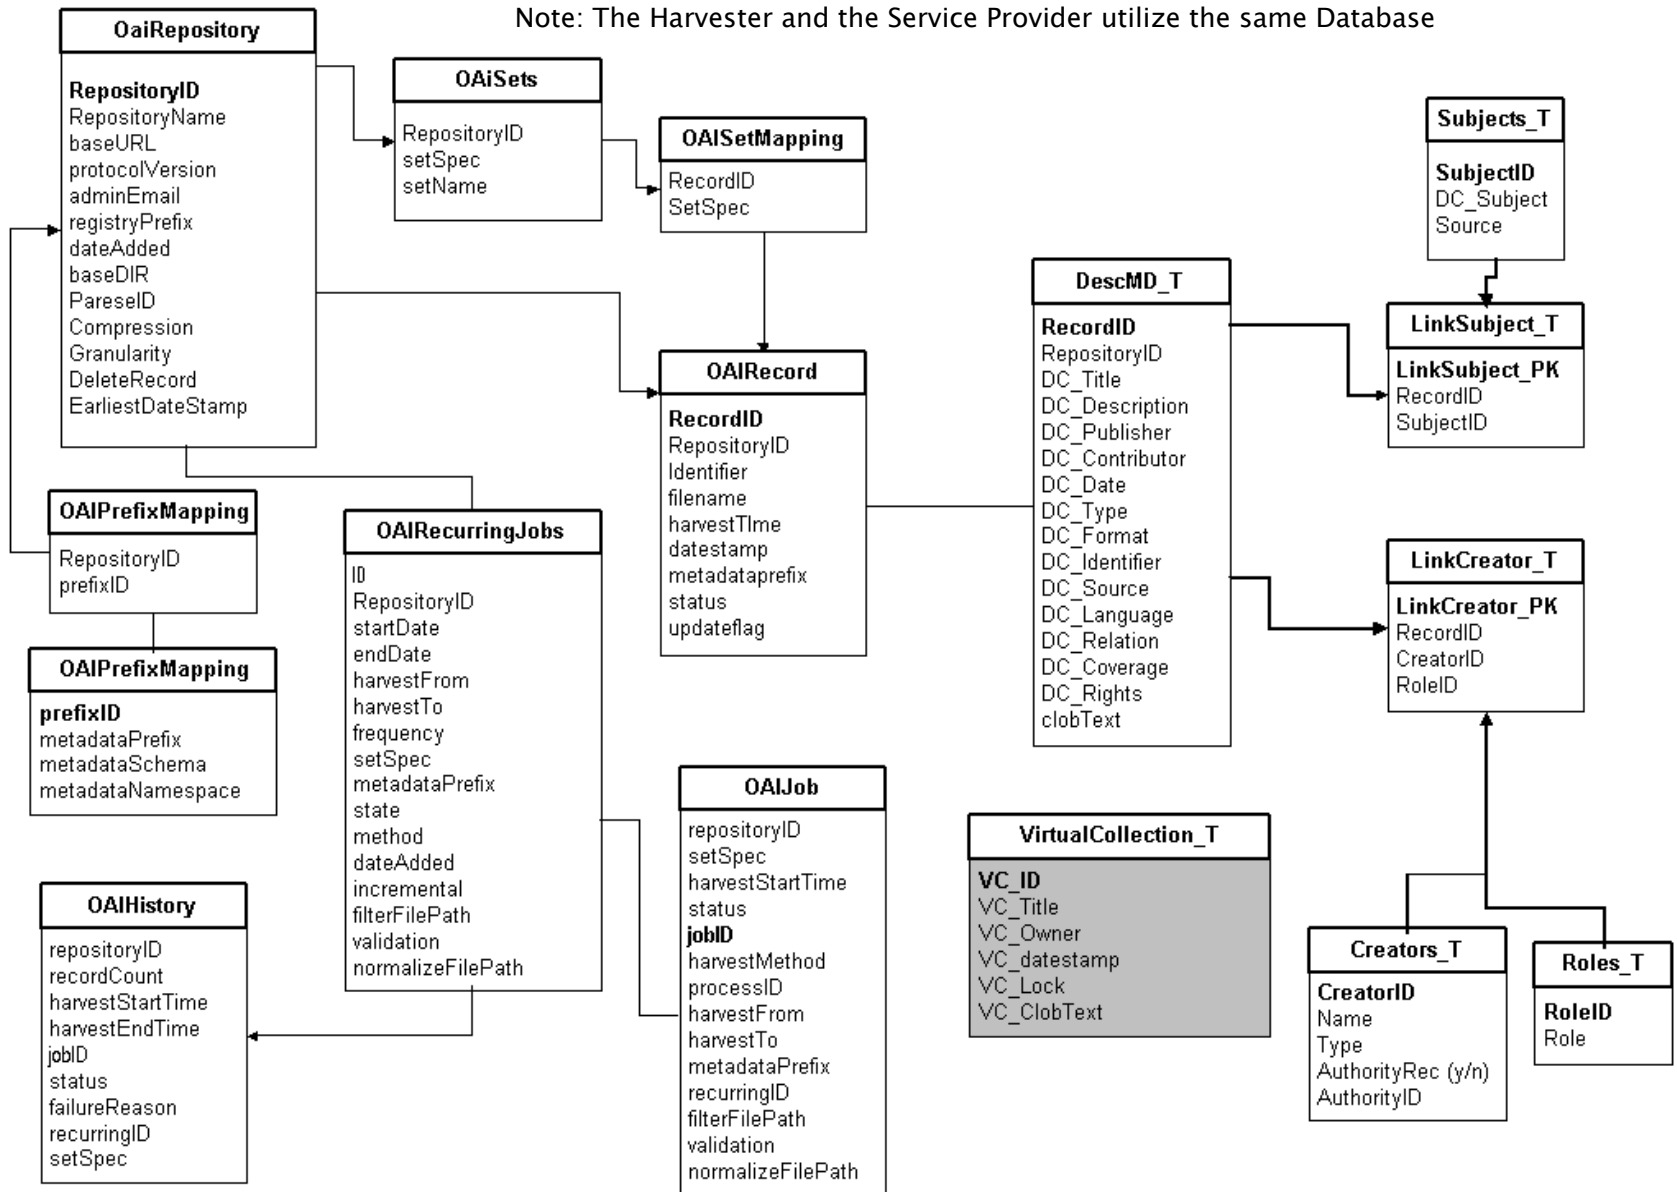 Note: The Harvester and the Service Provider utilize the same Database
OaiRepository
RepositoryID
RepositoryName
baseURL
protocolVersion
adminEmail
registryPrefix
dateAdded
baseDIR
PareseID
Compression
Granularity
DeleteRecord
EarliestDateStamp
OAiSets
RepositoryID
setSpec
setName
OAISetMapping
RecordID
SetSpec
Subjects_T
SubjectID
DC_Subject
Source
OAIRecord
RecordID
RepositoryID
Identifier
filename
harvestTIme
datestamp
metadataprefix
status
updateflag
DescMD_T
RecordID
RepositoryID
DC_Title
DC_Description
DC_Publisher
DC_Contributor
DC_Date
DC_Type
DC_Format
DC_Identifier
DC_Source
DC_Language
DC_Relation
DC_Coverage
DC_Rights
clobText
LinkSubject_T
LinkSubject_PK
RecordID
SubjectID
OAIPrefixMapping
RepositoryID
prefixID
OAIPrefixMapping
prefixID
metadataPrefix
metadataSchema
metadataNamespace
OAIRecurringJobs
ID
RepositoryID
startDate
endDate
harvestFrom
harvestTo
frequency
setSpec
metadataPrefix
state
method
dateAdded
incremental
filterFilePath
validation
normalizeFilePath
LinkCreator_T
LinkCreator_PK
RecordID
CreatorID
RoleID
OAIJob
repositoryID
setSpec
harvestStartTime
status
jobID
harvestMethod
processID
harvestFrom
harvestTo
metadataPrefix
recurringID
filterFilePath
validation
normalizeFilePath
VirtualCollection_T
VC_ID
VC_Title
VC_Owner
VC_datestamp
VC_Lock
VC_ClobText
OAIHistory
repositoryID
recordCount
harvestStartTime
harvestEndTime
jobID
status
failureReason
recurringID
setSpec
Creators_T
CreatorID
Name
Type
AuthorityRec (y/n)
AuthorityID
Roles_T
RoleID
Role